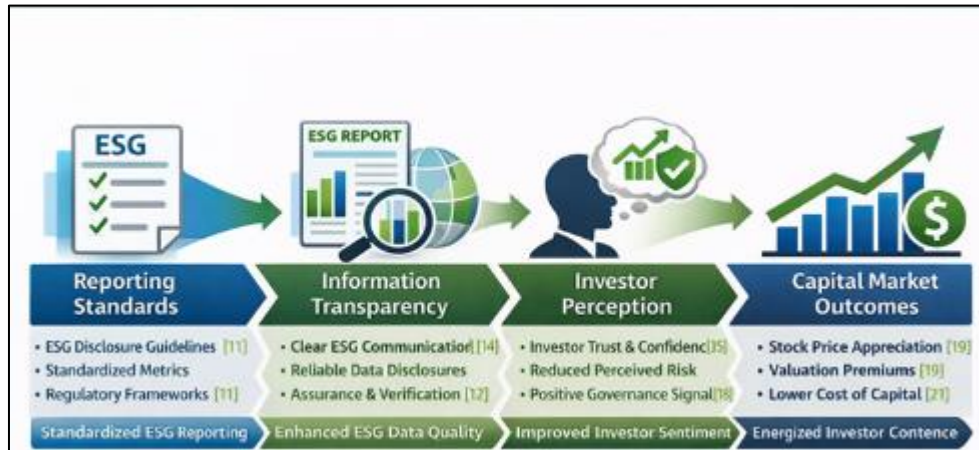 ESG
ESG REPORT
$
Reporting
Standards
Information
Transparency
Investor
Perception
Capital Market
Outcomes
• ESG Disclosure Guidelines [11]
• Standardized Metrics
• Regulatory Frameworks [11]
• Clear ESG Communication[14]
• Reliable Data Disclosures
• Assurance & Verification [12]
• Investor Trust & Confidenc[35]
• Reduced Perceived Risk
• Positive Governance Signal[18]
• Stock Price Appreciation [19]
• Valuation Premiums [19]
• Lower Cost of Capital [21]
Standardized ESG Reporting
Enhanced ESG Data Quality
Improved Investor Sentiment
Energized Investor Contence